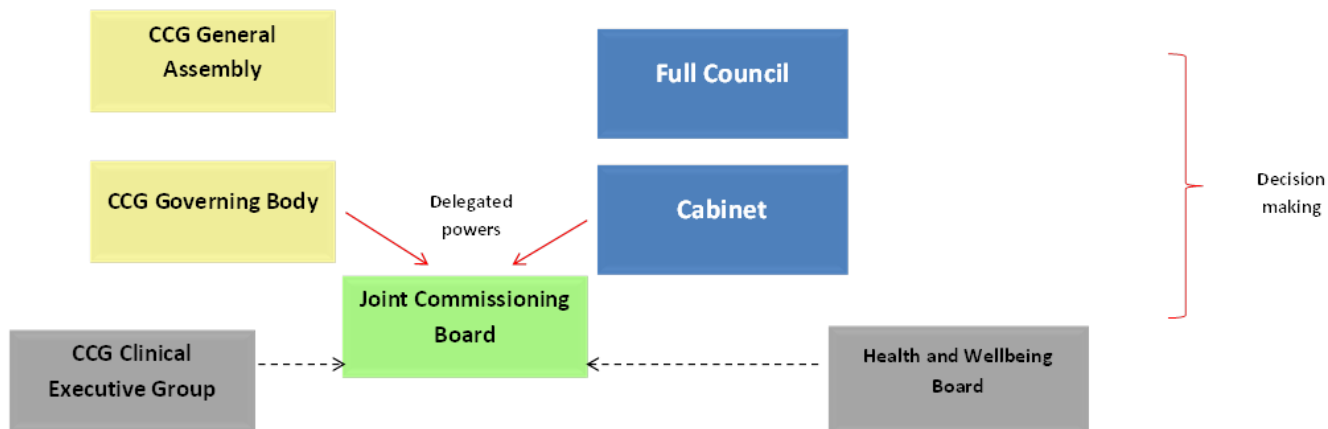 CCG General
Assembly
Full Council
CCG Governing Body
Delegated
powers
Cabinet
Decision
making
Joint Commissioning
Board
CCG Clinical
Executive Group
Health and Wellbeing
Board